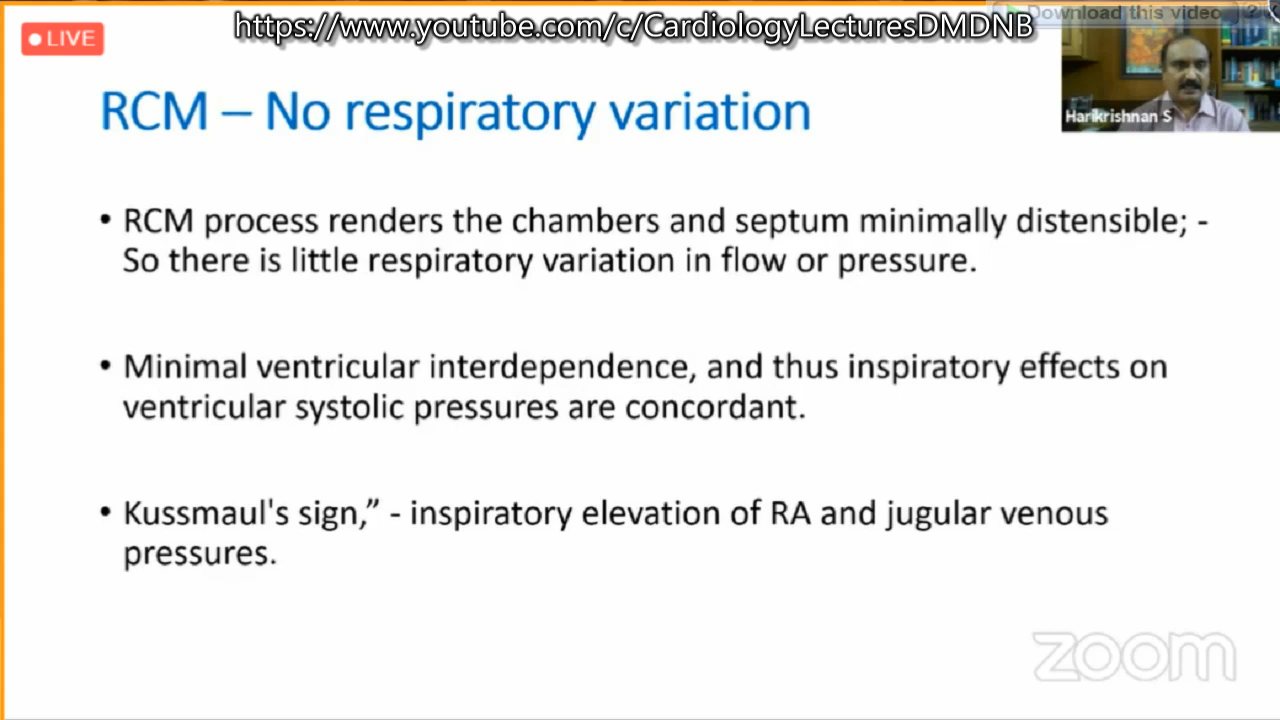 https://www.youtube.com/c/CardiologyLecturesDMDNB
Download this video
?
LIVE
Harikrishnan S
RCM – No respiratory variation
• RCM process renders the chambers and septum minimally distensible; -
So there is little respiratory variation in flow or pressure.
• Minimal ventricular interdependence, and thus inspiratory effects on
ventricular systolic pressures are concordant.
• Kussmaul's sign,” - inspiratory elevation of RA and jugular venous
pressures.
zoom